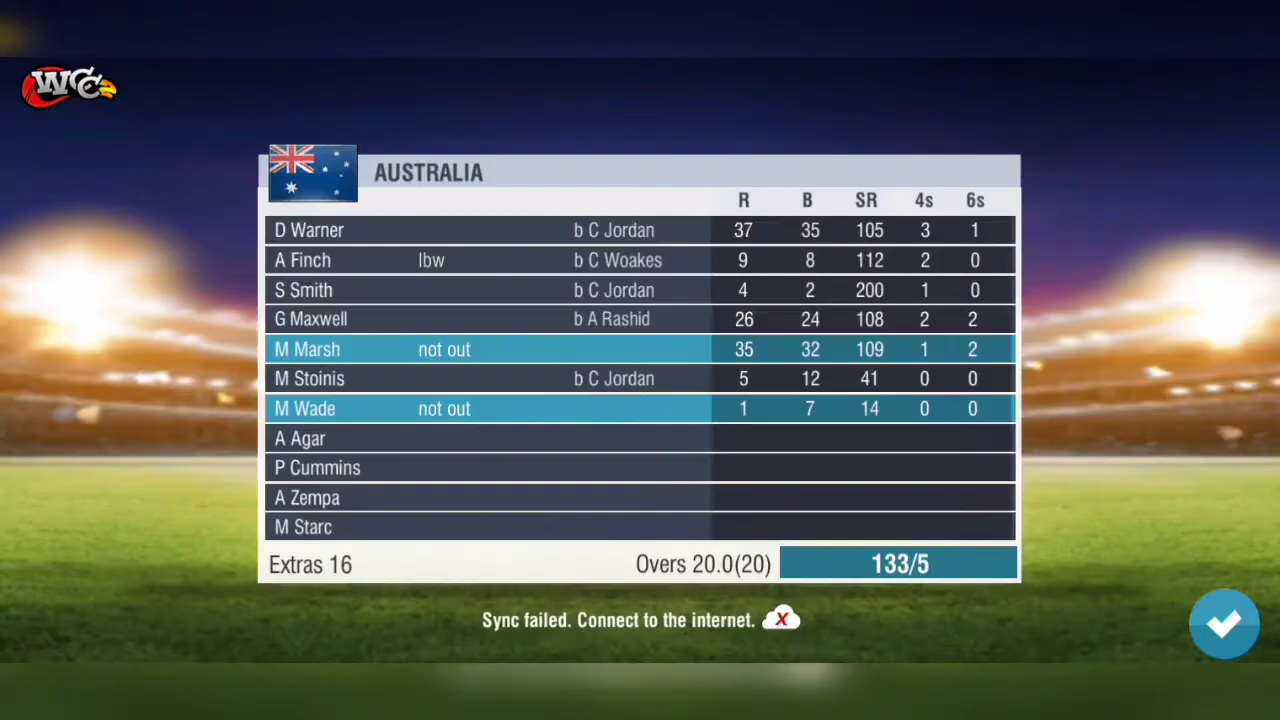 WCC2
AUSTRALIA
R B SR 4s 6s
D Warner b C Jordan 37 35 105 3 1
A Finch lbw b C Woakes 9 8 112 2 0
S Smith b C Jordan 4 2 200 1 0
G Maxwell b A Rashid 26 24 108 2 2
M Marsh not out 35 32 109 1 2
M Stoinis b C Jordan 5 12 41 0 0
M Wade not out 1 7 14 0 0
A Agar
P Cummins
A Zempa
M Starc
Extras 16 Overs 20.0(20) 133/5
Sync failed. Connect to the internet. X